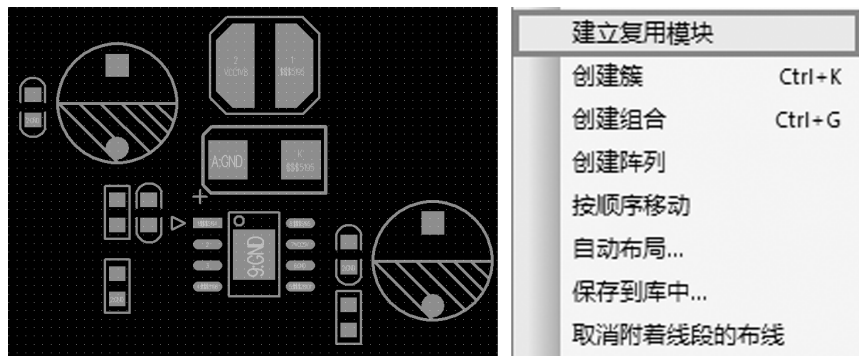 2
1
A:GND
K
9:GND
建立复用模块
创建簇 Ctrl+K
创建组合 Ctrl+G
创建阵列
按顺序移动
自动布局...
保存到库中...
取消附着线段的布线